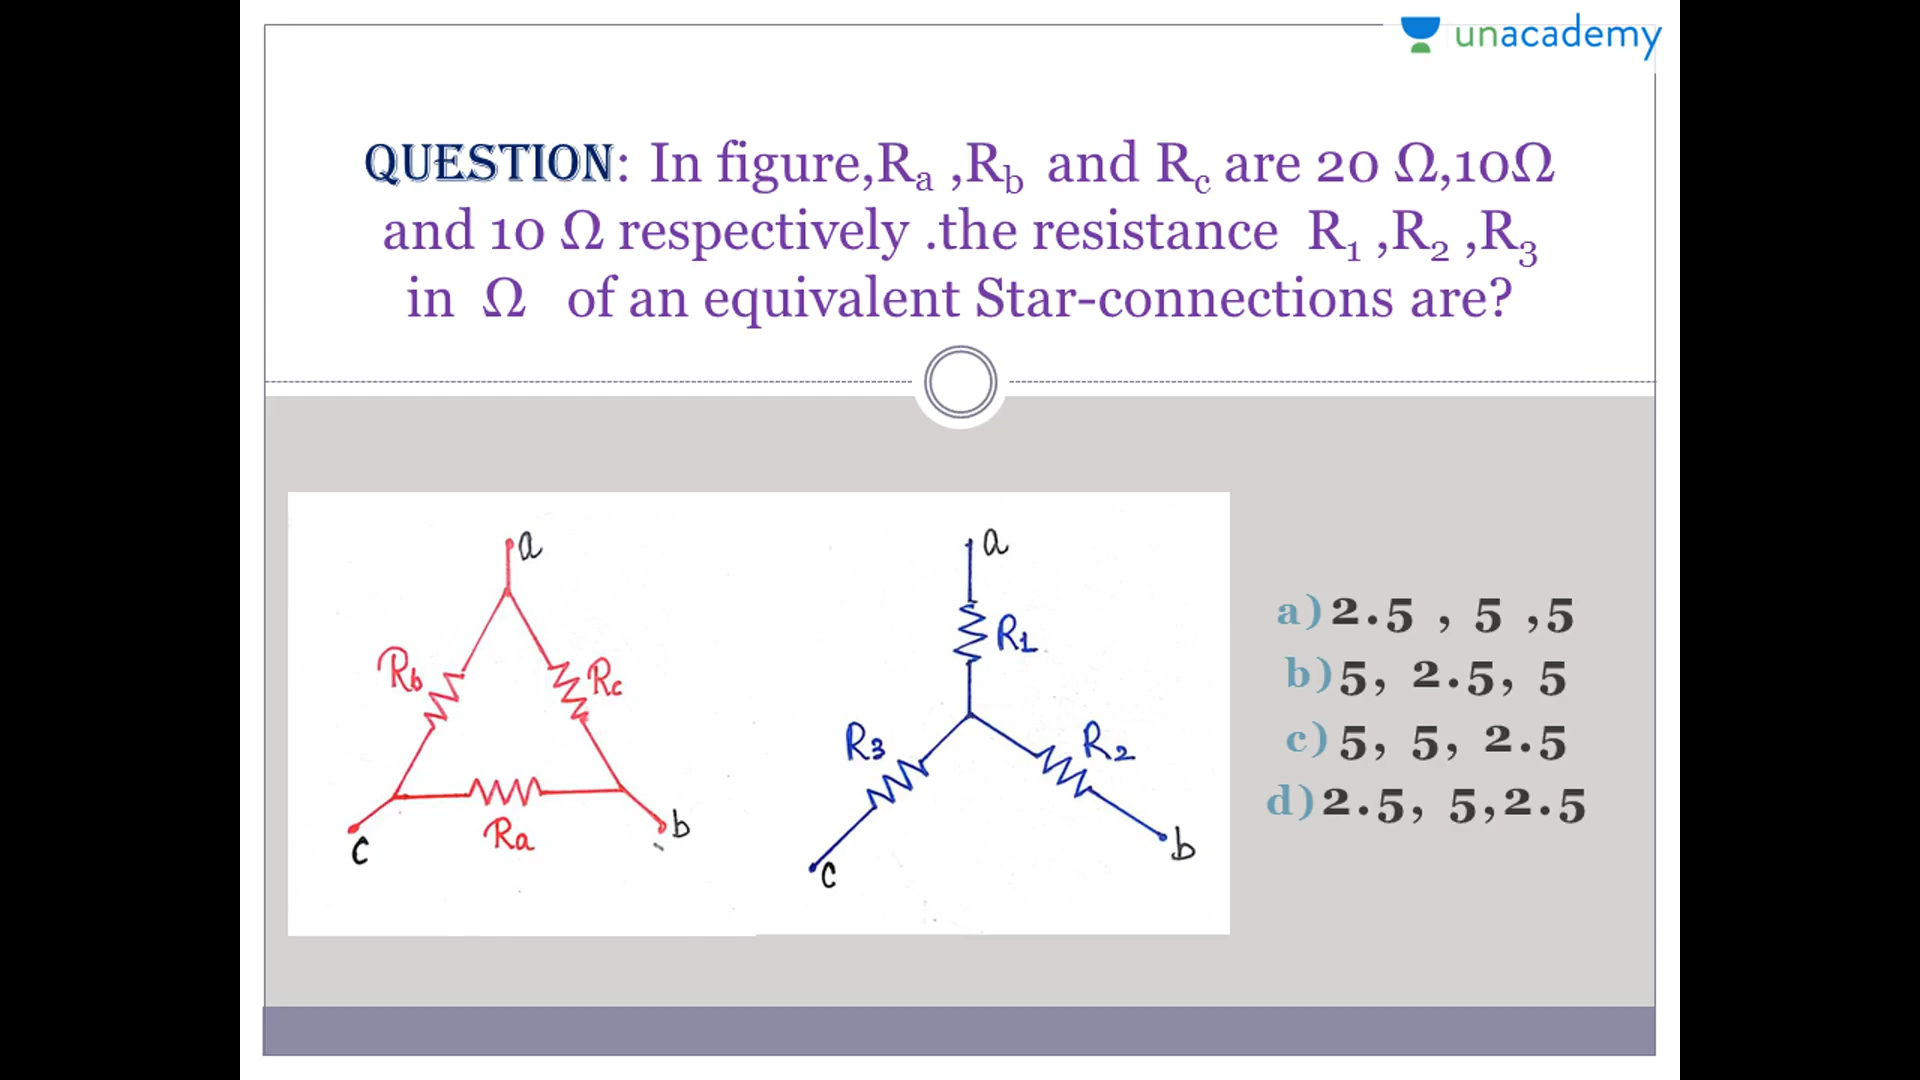 unacademy
QUESTION: In figure,Ra ,Rb and Rc are 20 Ω,10Ω
and 10 Ω respectively .the resistance R1 ,R2 ,R3
in Ω of an equivalent Star-connections are?
a
Rb
Rc
Ra
c
b
a
R1
R3
R2
c
b
a) 2.5 , 5 ,5
b) 5, 2.5, 5
c) 5, 5, 2.5
d) 2.5, 5,2.5